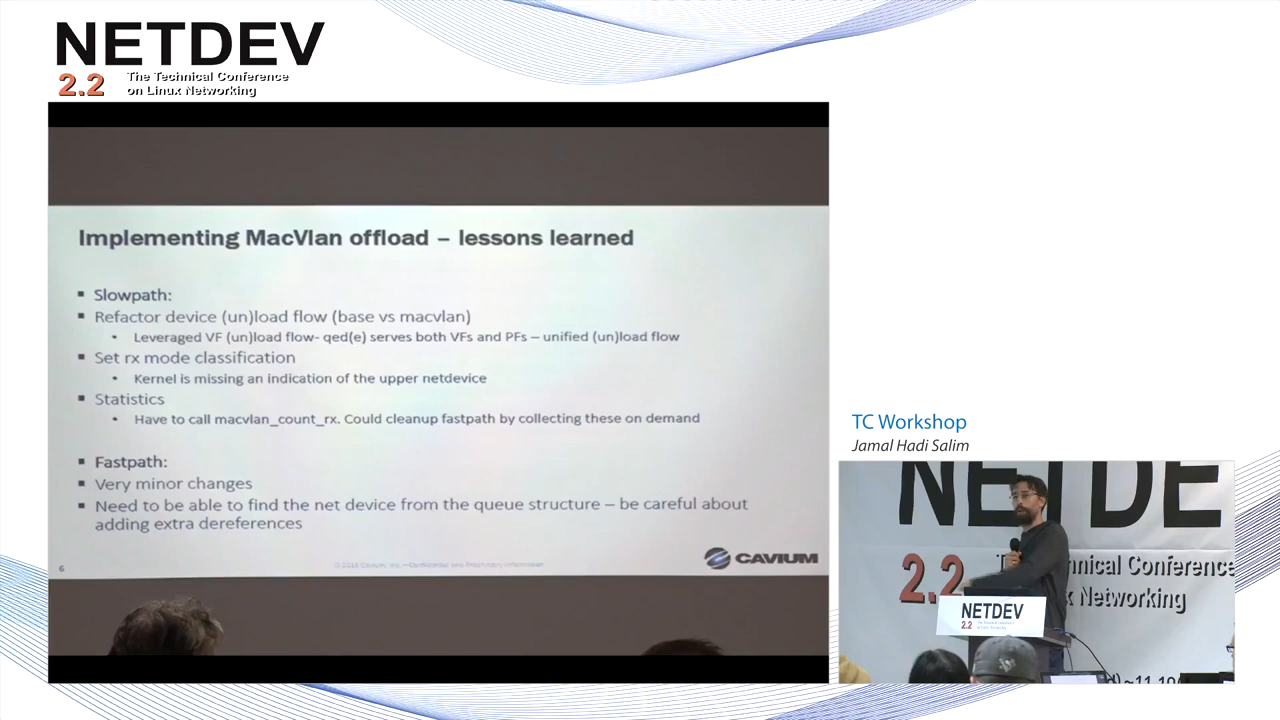 NETDEV
2.2 The Technical Conference
on Linux Networking
Implementing MacVlan offload – lessons learned
Slowpath:
Refactor device (un)load flow (base vs macvlan)
Leveraged VF (un)load flow- qed(e) serves both VFs and PFs – unified (un)load flow
Set rx mode classification
Kernel is missing an indication of the upper netdevice
Statistics
Have to call macvlan_count_rx. Could cleanup fastpath by collecting these on demand
Fastpath:
Very minor changes
Need to be able to find the net device from the queue structure – be careful about
adding extra dereferences
6
CAVIUM
TC Workshop
Jamal Hadi Salim
NETDE
2.2
hnical Conference
x Networking
NETDEV
2.2